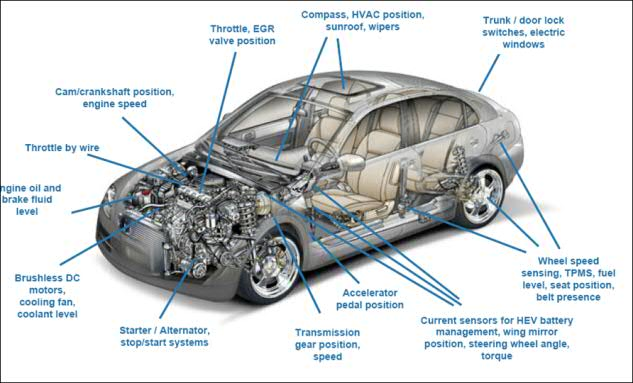 Compass, HVAC position,
sunroof, wipers
Throttle, EGR
valve position
Trunk / door lock
switches, electric
windows
Cam/crankshaft position,
engine speed
Throttle by wire
ngine oil and
brake fluid
level
Brushless DC
motors,
cooling fan,
coolant level
Starter / Alternator,
stop/start systems
Transmission
gear position,
speed
Accelerator
pedal position
Current sensors for HEV battery
management, wing mirror
position, steering wheel angle,
torque
Wheel speed
sensing, TPMS, fuel
level, seat position,
belt presence